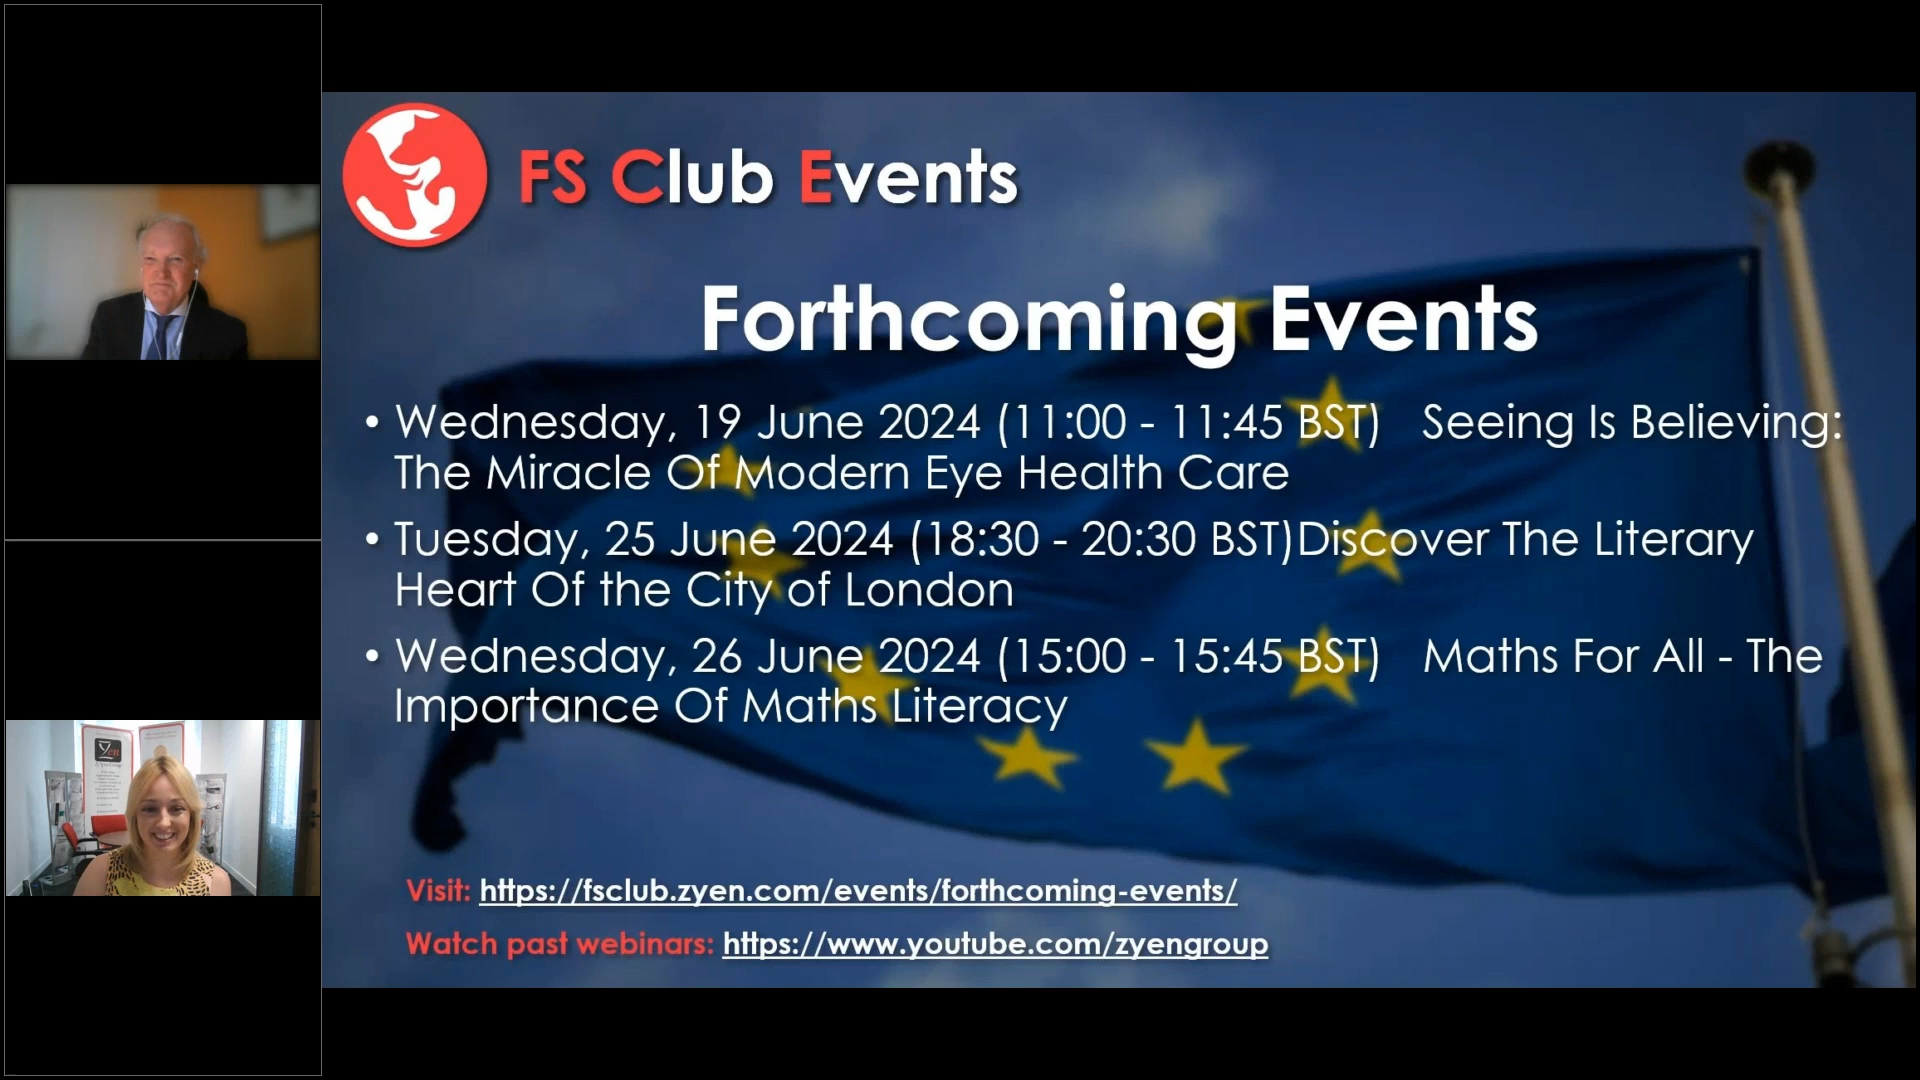 FS Club Events
Forthcoming Events
• Wednesday, 19 June 2024 (11:00 - 11:45 BST) Seeing Is Believing:
The Miracle Of Modern Eye Health Care
• Tuesday, 25 June 2024 (18:30 - 20:30 BST)Discover The Literary
Heart Of the City of London
• Wednesday, 26 June 2024 (15:00 - 15:45 BST) Maths For All - The
Importance Of Maths Literacy
Visit: https://fsclub.zyen.com/events/forthcoming-events/
Watch past webinars: https://www.youtube.com/zyengroup